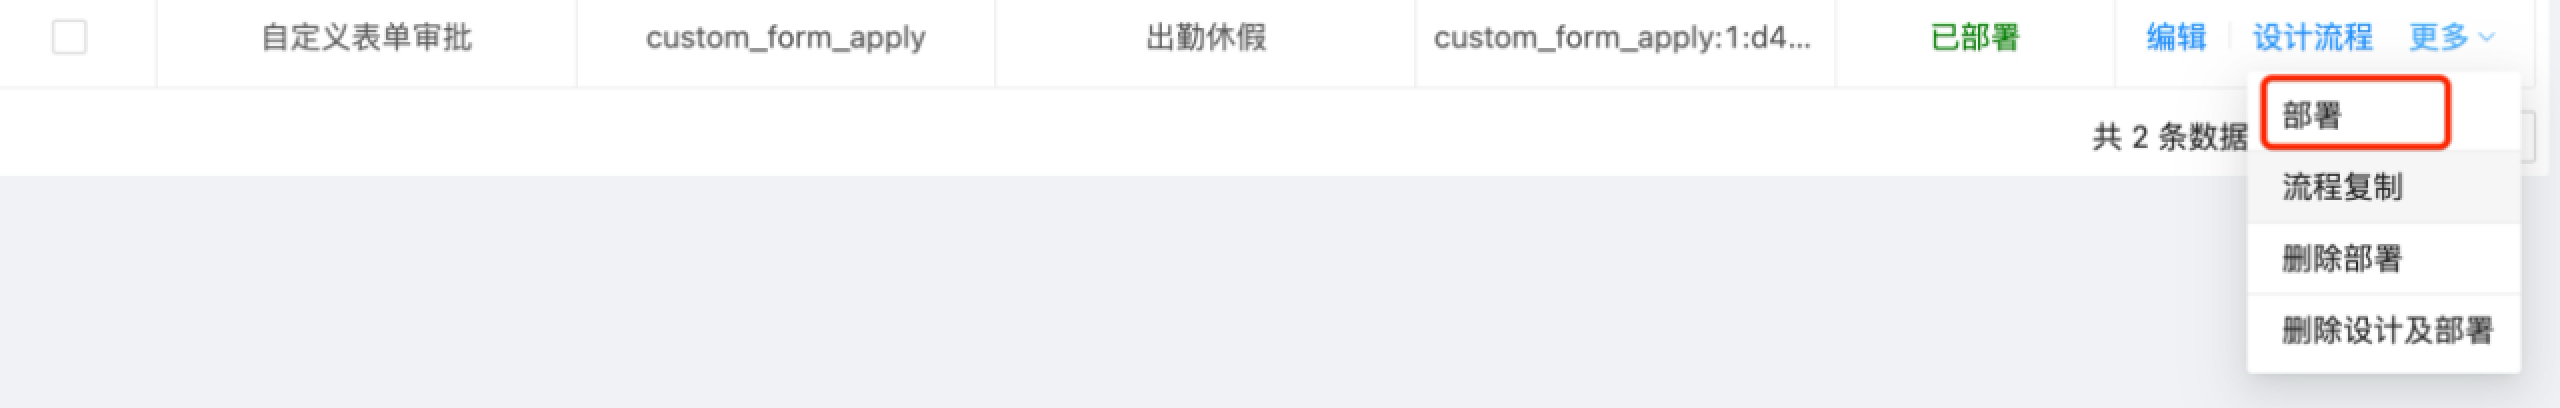 自定义表单审批 custom_form_apply 出勤休假 custom_form_apply:1:d4... 已部署 编辑 设计流程 更多
部署
共 2 条数据
流程复制
删除部署
删除设计及部署